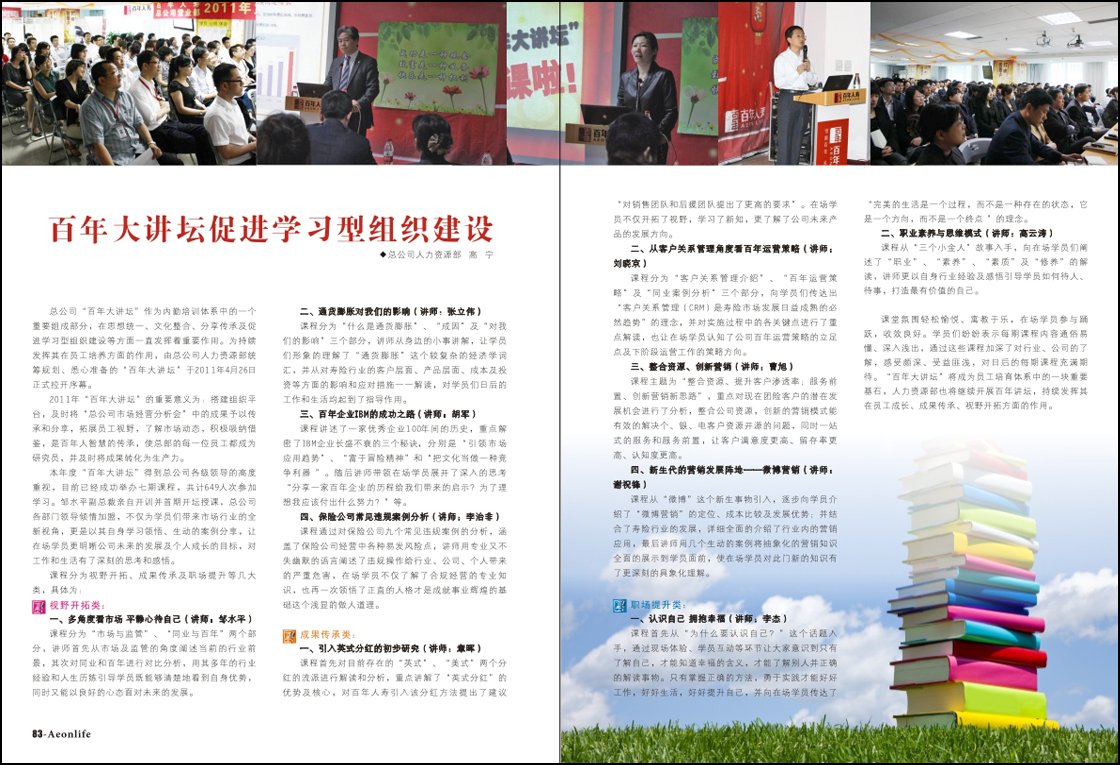 百年人寿
总公司营业部
2011年
百年大讲坛”
课啦!
百年人寿
百年大讲坛促进学习型组织建设
◆总公司人力资源部 高 宁
总公司“百年大讲坛”作为内勤培训体系中的一个
重要组成部分，在思想统一、文化整合、分享传承及促
进学习型组织建设等方面一直发挥着重要作用。为持续
发挥其在员工培养方面的作用，由总公司人力资源部统
筹规划、悉心准备的“百年大讲坛”于2011年4月26日
正式拉开序幕。
2011年“百年大讲坛”的重要意义为：搭建组织平
台，及时将“总公司市场经营分析会”中的成果予以传
承和分享，拓展员工视野，了解市场动态，积极吸纳借
鉴，是百年人智慧的传承，使总部的每一位员工都成为
研究员，并及时将成果转化为生产力。
本年度“百年大讲坛”得到总公司各级领导的高度
重视，目前已经成功举办七期课程，共计649人次参加
学习。邹水平副总裁亲自开训并首期开坛授课，总公司
各部门领导倾情加盟，不仅为学员们带来市场行业的全
新视角，更是以其自身学习领悟、生动的案例分享，让
在场学员更明晰公司未来的发展及个人成长的目标，对
工作和生活有了深刻的思考和感悟。
课程分为视野开拓、成果传承及职场提升等几大
类，具体为：
视野开拓类：
一、多角度看市场 平静心待自己（讲师：邹水平）
课程分为“市场与监管”、“同业与百年”两个部
分，讲师首先从市场及监管的角度阐述当前的行业前
景，其次对同业和百年进行对比分析，用其多年的行业
经验和人生历练引导学员既能够清楚地看到自身优势，
同时又能以良好的心态面对未来的发展。
二、通货膨胀对我们的影响（讲师：张立伟）
课程分为“什么是通货膨胀”、“成因”及“对我
们的影响”三个部分，讲师从身边的小事讲解，让学员
们形象的理解了“通货膨胀”这个较复杂的经济学词
汇，并从对寿险行业的客户层面、产品层面、成本及投
资等方面的影响和应对措施一一解读，对学员们日后的
工作和生活均起到了指导作用。
三、百年企业IBM的成功之路（讲师：胡军）
课程讲述了一家优秀企业100年间的历史，重点解
密了IBM企业长盛不衰的三个秘诀，分别是“引领市场
应用趋势”、“富于冒险精神”和“把文化当做一种竞
争利器 ”。随后讲师带领在场学员展开了深入的思考
“分享一家百年企业的历程给我们带来的启示？为了理
想我应该付出什么努力？”等。
四、保险公司常见违规案例分析（讲师：李治非）
课程通过对保险公司九个常见违规案例的分析，涵
盖了保险公司经营中各种易发风险点，讲师用专业又不
失幽默的语言阐述了违规操作给行业、公司、个人带来
的严重危害，在场学员不仅了解了合规经营的专业知
识，也再一次领悟了正直的人格才是成就事业辉煌的基
础这个浅显的做人道理。
成果传承类：
一、引入英式分红的初步研究（讲师：章晖）
课程首先对目前存在的“英式”、“美式”两个分
红的流派进行解读和分析，重点讲解了“英式分红”的
优势及核心，对百年人寿引入该分红方法提出了建议
83-Aeonlife
“对销售团队和后援团队提出了更高的要求”。在场学
员不仅开拓了视野，学习了新知，更了解了公司未来产
品的发展方向。
二、从客户关系管理角度看百年运营策略（讲师：
刘晓京）
课程分为“客户关系管理介绍”、“百年运营策
略”及“同业案例分析”三个部分，向学员们传达出
“客户关系管理（CRM）是寿险市场发展日益成熟的必
然趋势”的理念，并对实施过程中的各关键点进行了重
点解读，也让在场学员认知了公司百年运营策略的立足
点及下阶段运营工作的策略方向。
三、整合资源、创新营销（讲师：曹旭）
课程主题为“整合资源、提升客户渗透率；服务前
置、创新营销新思路”，重点对现在团险客户的潜在发
展机会进行了分析，整合公司资源，创新的营销模式能
有效的解决个、银、电客户资源开源的问题，同时一站
式的服务和服务前置，让客户满意度更高、留存率更
高、认知度更高。
四、新生代的营销发展阵地——微博营销（讲师：
谢祝锋）
课程从“微博”这个新生事物引入，逐步向学员介
绍了“微博营销”的定位、成本比较及发展优势；并结
合了寿险行业的发展，详细全面的介绍了行业内的营销
应用，最后讲师用几个生动的案例将抽象化的营销知识
全面的展示到学员面前，使在场学员对此门新的知识有
了更深刻的具象化理解。
职场提升类：
一、认识自己 拥抱幸福（讲师：李杰）
课程首先从“为什么要认识自己？”这个话题入
手，通过现场体验、学员互动等环节让大家意识到只有
了解自己，才能知道幸福的含义，才能了解别人并正确
的解读事物。只有掌握正确的方法，勇于实践才能好好
工作，好好生活，好好提升自己，并向在场学员传达了
“完美的生活是一个过程，而不是一种存在的状态，它
是一个方向，而不是一个终点 ”的理念。
二、职业素养与思维模式（讲师：高云涛）
课程从“三个小金人”故事入手，向在场学员们阐
述了“职业”、“素养”、“素质”及“修养”的解
读，讲师更以自身行业经验及感悟引导学员如何待人、
待事，打造最有价值的自己。
课堂氛围轻松愉悦、寓教于乐，在场学员参与踊
跃，收效良好。学员们纷纷表示每期课程内容通俗易
懂、深入浅出，通过这些课程加深了对行业、公司的了
解，感受颇深、受益匪浅，对日后的每期课程充满期
待。“百年大讲坛”将成为员工培育体系中的一块重要
基石，人力资源部也将继续开展百年讲坛，持续发挥其
在员工成长、成果传承、视野开拓方面的作用。